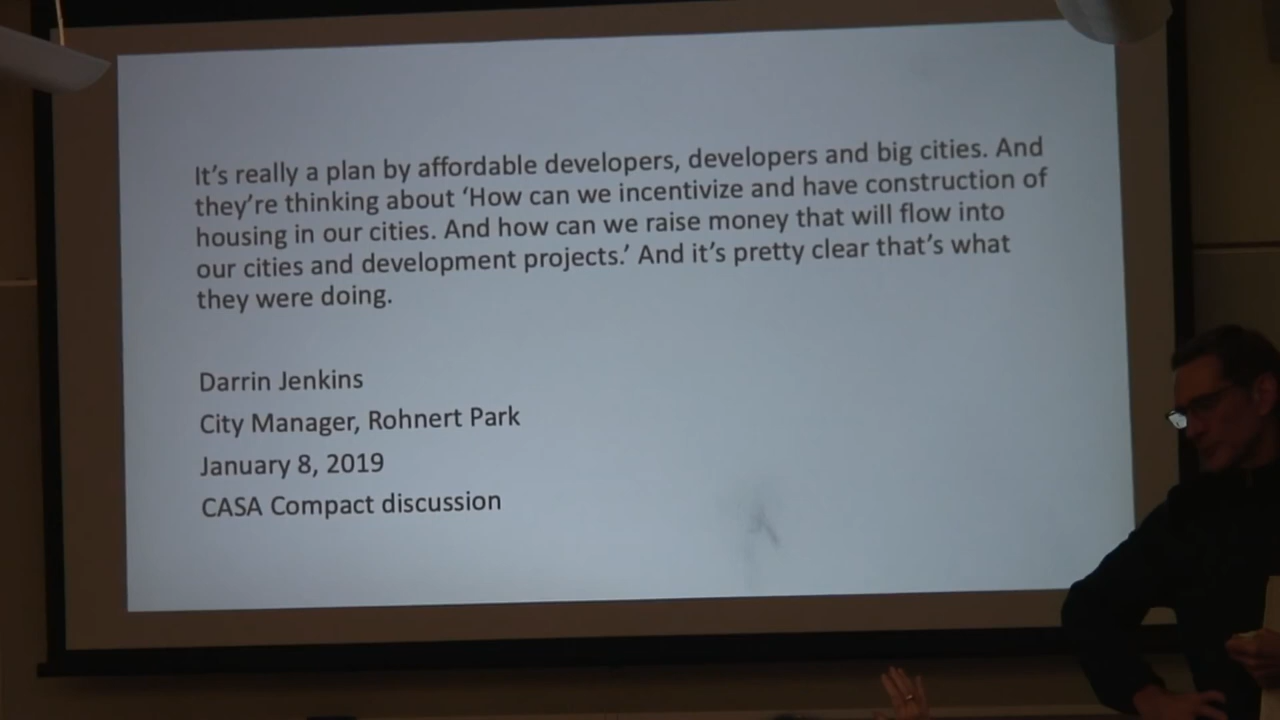 It’s really a plan by affordable developers, developers and big cities. And
they’re thinking about ‘How can we incentivize and have construction of
housing in our cities. And how can we raise money that will flow into
our cities and development projects.’ And it’s pretty clear that’s what
they were doing.
Darrin Jenkins
City Manager, Rohnert Park
January 8, 2019
CASA Compact discussion